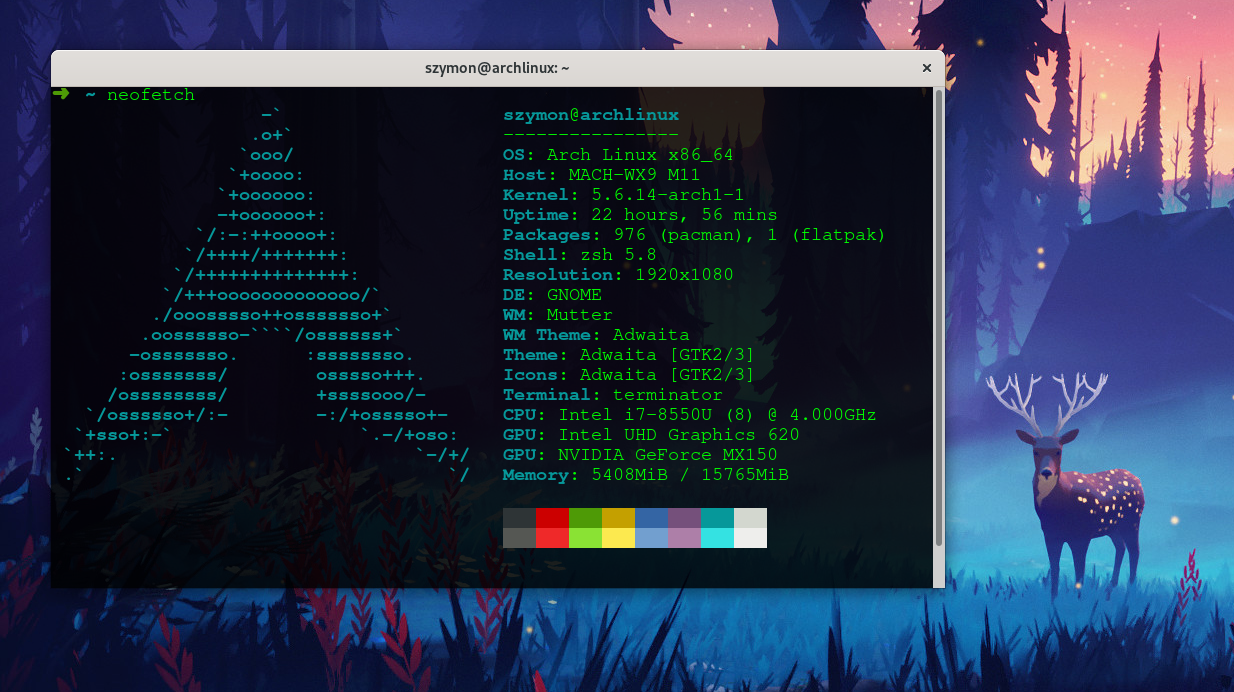 szymon@archlinux: ~
➜ ~ neofetch
-` szymon@archlinux
.o+` ----------------
`ooo/ OS: Arch Linux x86_64
`+oooo: Host: MACH-WX9 M11
`+oooooo: Kernel: 5.6.14-arch1-1
-+oooooo+: Uptime: 22 hours, 56 mins
`/:-:++oooo+: Packages: 976 (pacman), 1 (flatpak)
`/++++/+++++++: Shell: zsh 5.8
`/++++++++++++++: Resolution: 1920x1080
`/+++ooooooooooooo/` DE: GNOME
./ooosssso++osssssso+` WM: Mutter
.oossssso-````/ossssss+` WM Theme: Adwaita
-osssssso. :ssssssso. Theme: Adwaita [GTK2/3]
:osssssss/ osssso+++. Icons: Adwaita [GTK2/3]
/ossssssss/ +ssssooo/- Terminal: terminator
`/ossssso+/:- -:/+osssso+- CPU: Intel i7-8550U (8) @ 4.000GHz
`+sso+:-` `.-/+oso: GPU: Intel UHD Graphics 620
`++:. `-/+/ GPU: NVIDIA GeForce MX150
.` `/ Memory: 5408MiB / 15765MiB